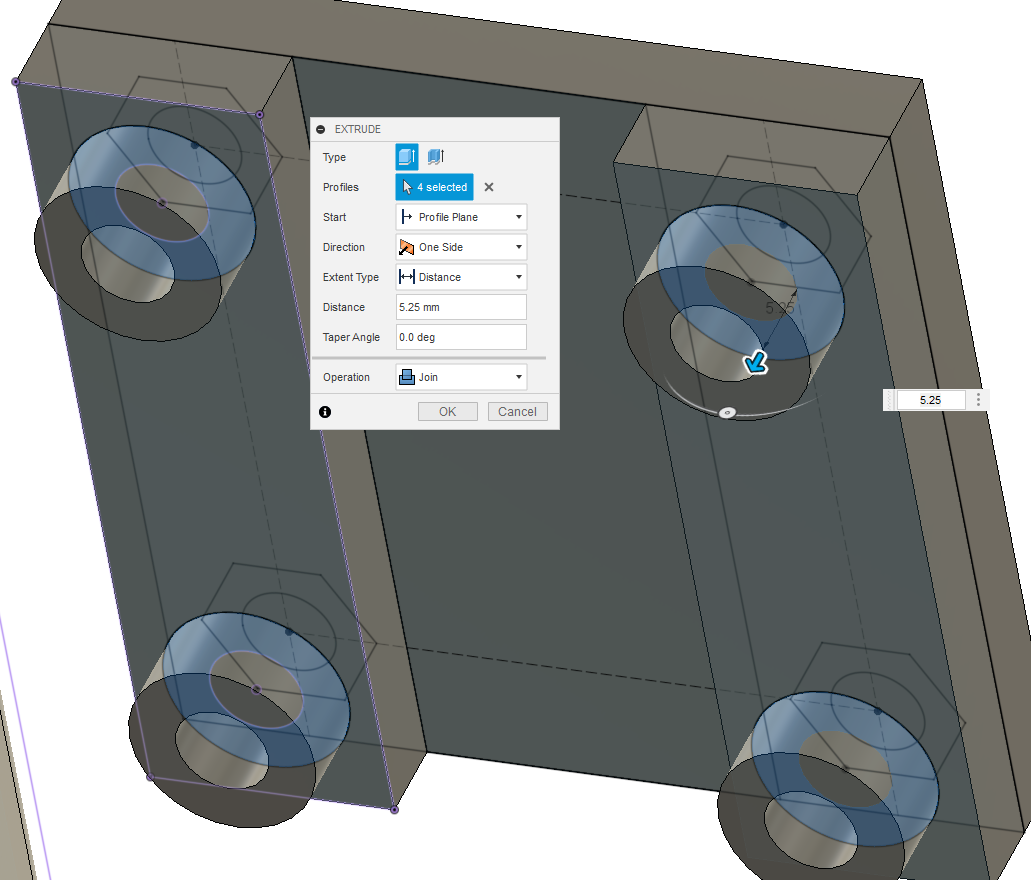 EXTRUDE
Type
Profiles 4 selected
Start Profile Plane
Direction One Side
Extent Type Distance
Distance 5.25 mm
Taper Angle 0.0 deg
Operation Join
OK Cancel
5.25
5.25